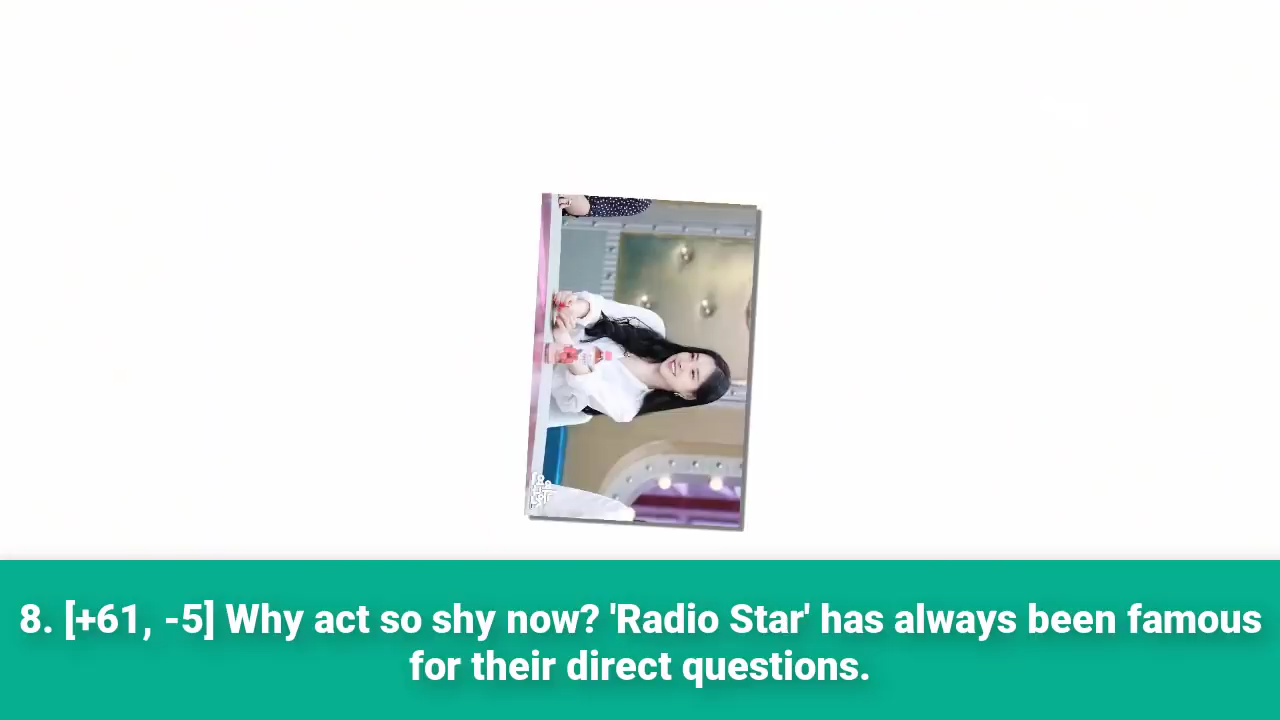 8. [+61, -5] Why act so shy now? 'Radio Star' has always been famous
for their direct questions.